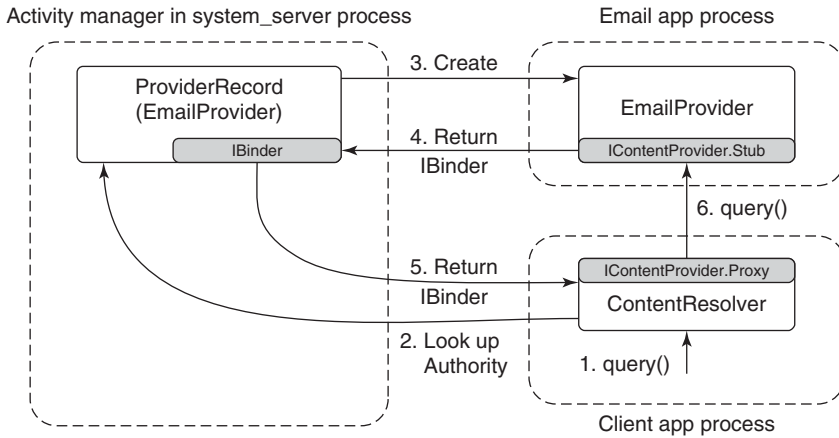 Activity manager in system_server process
Email app process
ProviderRecord
(EmailProvider)
IBinder
3. Create
EmailProvider
IContentProvider.Stub
4. Return
IBinder
6. query()
5. Return
IBinder
IContentProvider.Proxy
ContentResolver
2. Look up
Authority
1. query()
Client app process